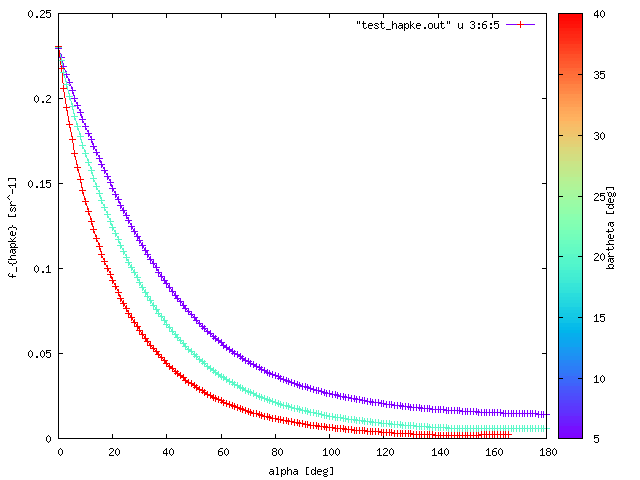 "test_hapke.out" u 3:6:5
0.25
0.2
0.15
0.1
0.05
0
f_{hapke} [sr^-1]
0 20 40 60 80 100 120 140 160 180
alpha [deg]
40
35
30
25
20
15
10
5
bartheta [deg]